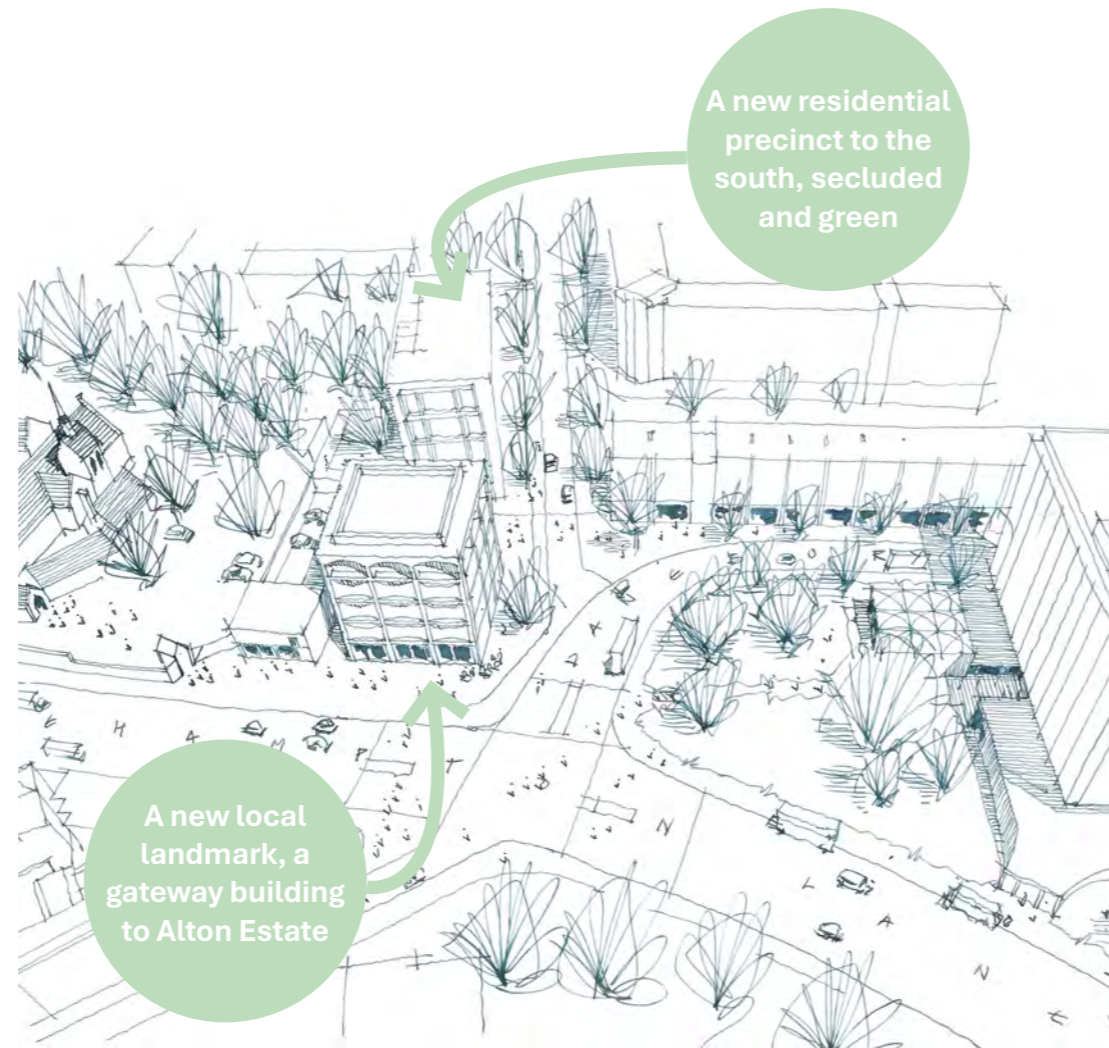 A new residential
precinct to the
south, secluded
and green
A new local
landmark, a
gateway building
to Alton Estate